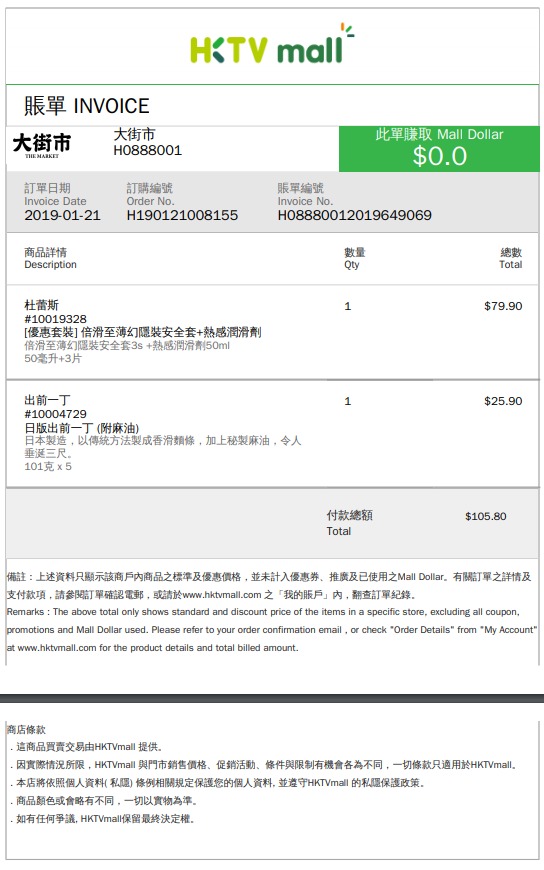 HKTV mall
賬單 INVOICE
大街市
THE MARKET
大街市
H0888001
此單賺取 Mall Dollar
$0.0
訂單日期 訂購編號 賬單編號
Invoice Date Order No. Invoice No.
2019-01-21 H190121008155 H08880012019649069
商品詳情 數量 總數
Description Qty Total
杜蕾斯 1 $79.90
#10019328
[優惠套裝] 倍滑至薄幻隱裝安全套+熱感潤滑劑
倍滑至薄幻隱裝安全套3s +熱感潤滑劑50ml
50毫升+3片
出前一丁 1 $25.90
#10004729
日版出前一丁 (附麻油)
日本製造，以傳統方法製成香滑麵條，加上秘製麻油，令人
垂涎三尺。
101克 x 5
付款總額 $105.80
Total
備註：上述資料只顯示該商戶內商品之標準及優惠價格，並未計入優惠券、推廣及已使用之Mall Dollar。有關訂單之詳情及
支付款項，請參閱訂單確認電郵，或請於www.hktvmall.com 之「我的賬戶」內，翻查訂單紀錄。
Remarks : The above total only shows standard and discount price of the items in a specific store, excluding all coupon,
promotions and Mall Dollar used. Please refer to your order confirmation email , or check "Order Details" from "My Account"
at www.hktvmall.com for the product details and total billed amount.
商店條款
．這商品買賣交易由HKTVmall 提供。
．因實際情況所限，HKTVmall 與門市銷售價格、促銷活動、條件與限制有機會各為不同，一切條款只適用於HKTVmall。
．本店將依照個人資料( 私隱) 條例相關規定保護您的個人資料, 並遵守HKTVmall 的私隱保護政策。
．商品顏色或會略有不同，一切以實物為準。
．如有任何爭議, HKTVmall保留最終決定權。